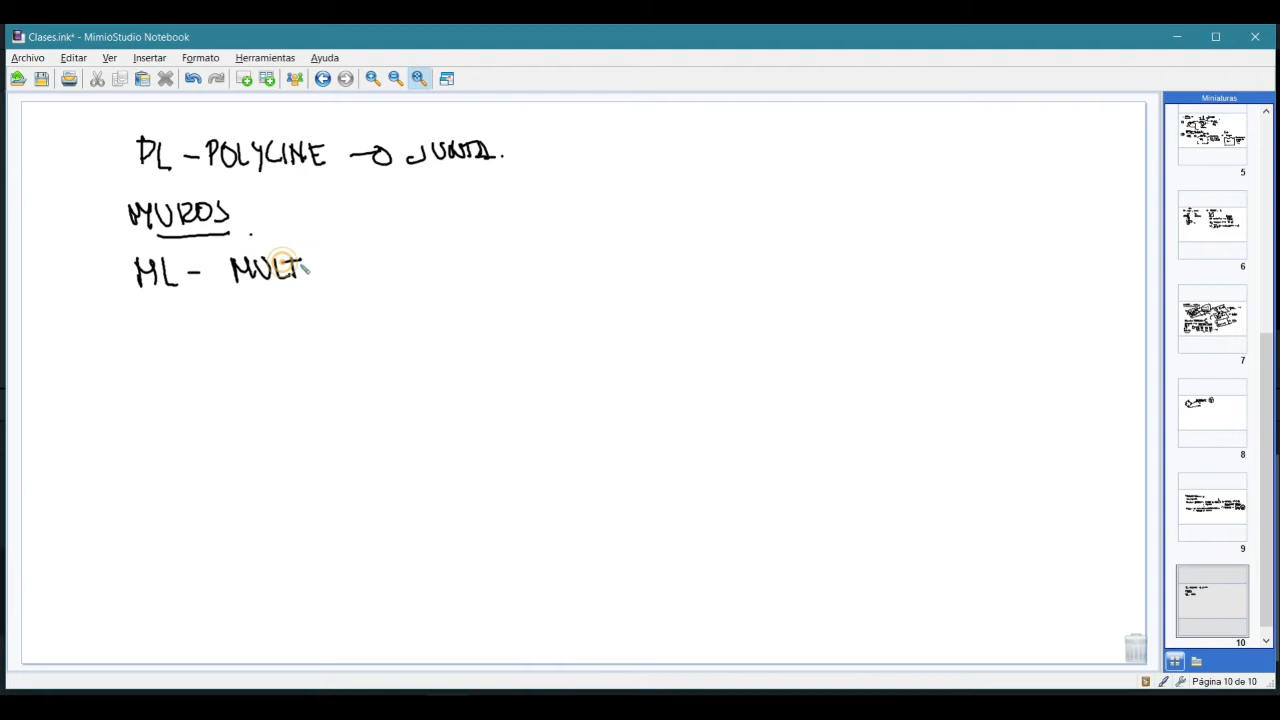 Clases.ink* - MimioStudio Notebook
Archivo Editar Ver Insertar Formato Herramientas Ayuda
Miniaturas
PL - POLYCINE → JUNTA.
MUROS.
ML - MULT
5
6
7
8
9
10
Página 10 de 10